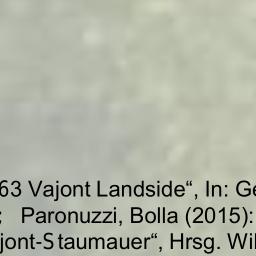 63 Vajont Landside“, In: Ge
; Paronuzzi, Bolla (2015):
jont-Staumauer“, Hrsg. Wil